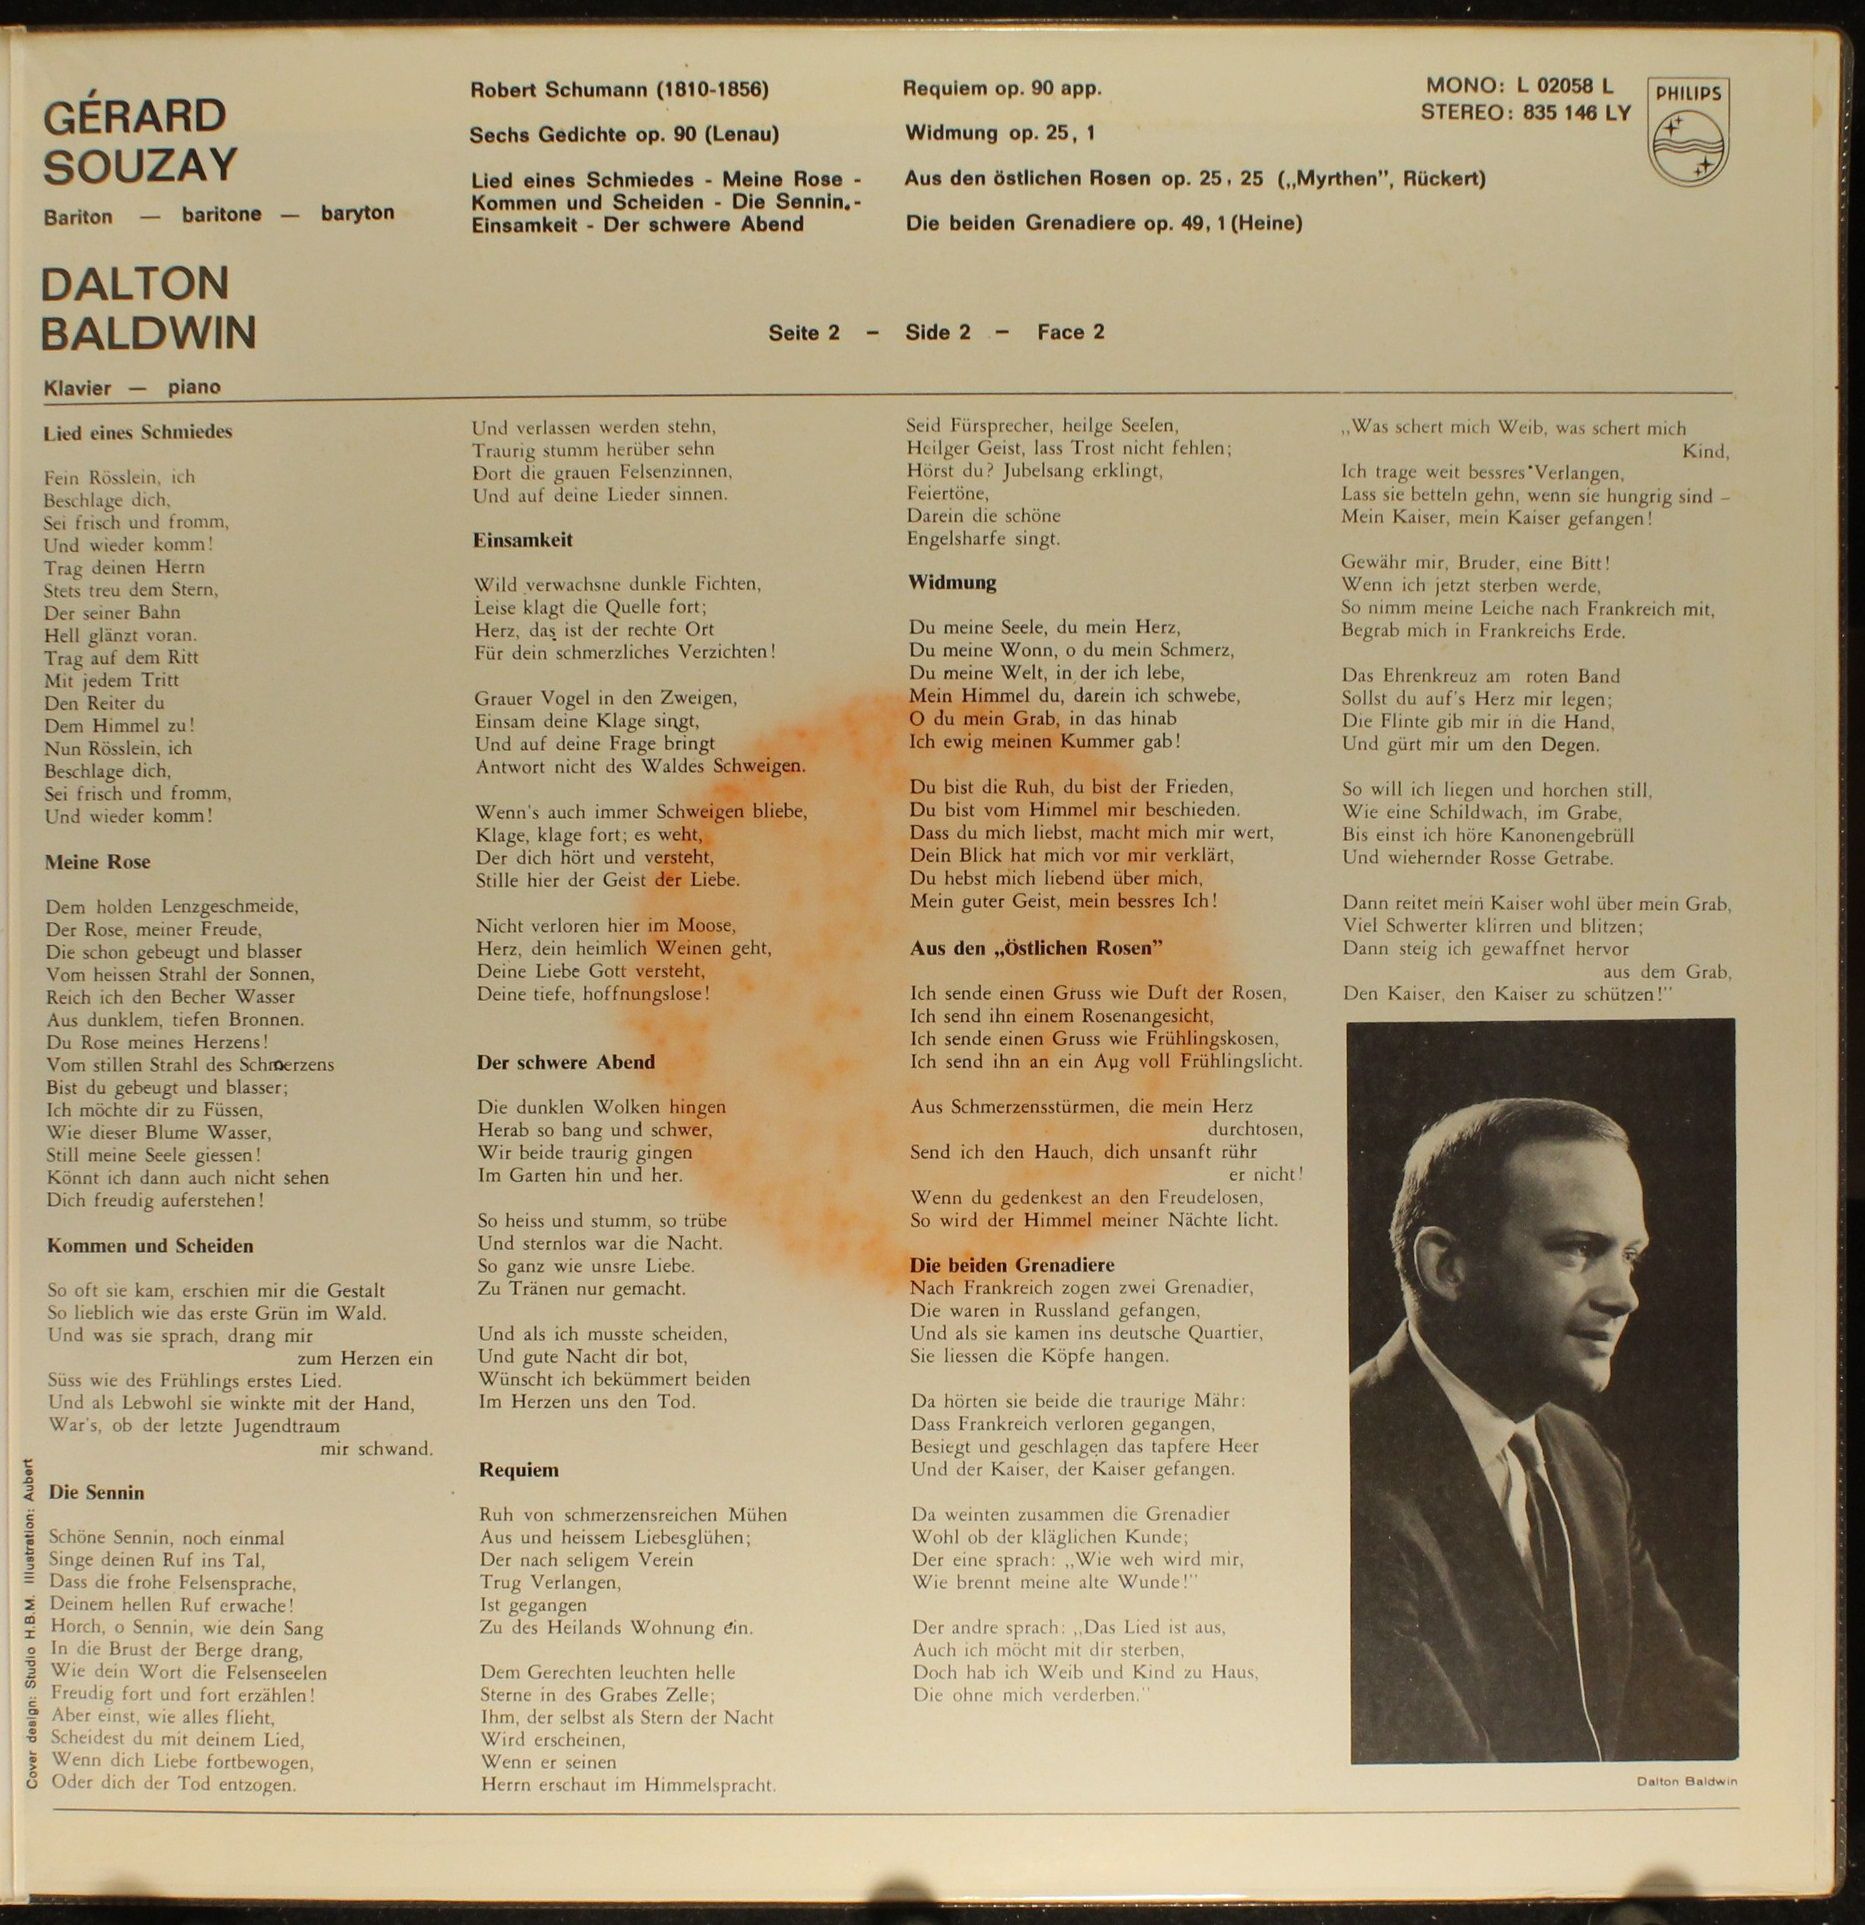 GÉRARD
SOUZAY
Bariton — baritone — baryton
DALTON
BALDWIN
Klavier — piano
Robert Schumann (1810-1856)
Sechs Gedichte op. 90 (Lenau)
Lied eines Schmiedes - Meine Rose -
Kommen und Scheiden - Die Sennin.-
Einsamkeit - Der schwere Abend
Requiem op. 90 app.
Widmung op. 25, 1
Aus den östlichen Rosen op. 25, 25 („Myrthen”, Rückert)
Die beiden Grenadiere op. 49, 1 (Heine)
MONO: L 02058 L
STEREO: 835 146 LY
PHILIPS
Seite 2 – Side 2 – Face 2
Lied eines Schmiedes
Fein Rösslein, ich
Beschlage dich,
Sei frisch und fromm,
Und wieder komm!
Trag deinen Herrn
Stets treu dem Stern,
Der seiner Bahn
Hell glänzt voran.
Trag auf dem Ritt
Mit jedem Tritt
Den Reiter du
Dem Himmel zu!
Nun Rösslein, ich
Beschlage dich,
Sei frisch und fromm,
Und wieder komm!
Meine Rose
Dem holden Lenzgeschmeide,
Der Rose, meiner Freude,
Die schon gebeugt und blasser
Vom heissen Strahl der Sonnen,
Reich ich den Becher Wasser
Aus dunklem, tiefen Bronnen.
Du Rose meines Herzens!
Vom stillen Strahl des Schmerzens
Bist du gebeugt und blasser;
Ich möchte dir zu Füssen,
Wie dieser Blume Wasser,
Still meine Seele giessen!
Könnt ich dann auch nicht sehen
Dich freudig auferstehen!
Kommen und Scheiden
So oft sie kam, erschien mir die Gestalt
So lieblich wie das erste Grün im Wald.
Und was sie sprach, drang mir
zum Herzen ein
Süss wie des Frühlings erstes Lied.
Und als Lebwohl sie winkte mit der Hand,
War's, ob der letzte Jugendtraum
mir schwand.
Die Sennin
Schöne Sennin, noch einmal
Singe deinen Ruf ins Tal,
Dass die frohe Felsensprache,
Deinem hellen Ruf erwache!
Horch, o Sennin, wie dein Sang
In die Brust der Berge drang,
Wie dein Wort die Felsenseelen
Freudig fort und fort erzählen!
Aber einst, wie alles flieht,
Scheidest du mit deinem Lied,
Wenn dich Liebe fortbewogen,
Oder dich der Tod entzogen.
Und verlassen werden stehn,
Traurig stumm herüber sehn
Dort die grauen Felsenzinnen,
Und auf deine Lieder sinnen.
Einsamkeit
Wild verwachsne dunkle Fichten,
Leise klagt die Quelle fort;
Herz, das ist der rechte Ort
Für dein schmerzliches Verzichten!
Grauer Vogel in den Zweigen,
Einsam deine Klage singt,
Und auf deine Frage bringt
Antwort nicht des Waldes Schweigen.
Wenn's auch immer Schweigen bliebe,
Klage, klage fort; es weht,
Der dich hört und versteht,
Stille hier der Geist der Liebe.
Nicht verloren hier im Moose,
Herz, dein heimlich Weinen geht,
Deine Liebe Gott versteht,
Deine tiefe, hoffnungslose!
Der schwere Abend
Die dunklen Wolken hingen
Herab so bang und schwer,
Wir beide traurig gingen
Im Garten hin und her.
So heiss und stumm, so trübe
Und sternlos war die Nacht.
So ganz wie unsre Liebe.
Zu Tränen nur gemacht.
Und als ich musste scheiden,
Und gute Nacht dir bot,
Wünscht ich bekümmert beiden
Im Herzen uns den Tod.
Requiem
Ruh von schmerzensreichen Mühen
Aus und heissem Liebesglühen;
Der nach seligem Verein
Trug Verlangen,
Ist gegangen
Zu des Heilands Wohnung ein.
Dem Gerechten leuchten helle
Sterne in des Grabes Zelle;
Ihm, der selbst als Stern der Nacht
Wird erscheinen,
Wenn er seinen
Herrn erschaut im Himmelspracht.
Seid Fürsprecher, heilge Seelen,
Heilger Geist, lass Trost nicht fehlen;
Hörst du? Jubelsang erklingt,
Feiertöne,
Darein die schöne
Engelsharfe singt.
Widmung
Du meine Seele, du mein Herz,
Du meine Wonn, o du mein Schmerz,
Du meine Welt, in der ich lebe,
Mein Himmel du, darein ich schwebe,
O du mein Grab, in das hinab
Ich ewig meinen Kummer gab!
Du bist die Ruh, du bist der Frieden,
Du bist vom Himmel mir beschieden.
Dass du mich liebst, macht mich mir wert,
Dein Blick hat mich vor mir verklärt,
Du hebst mich liebend über mich,
Mein guter Geist, mein bessres Ich!
Aus den „Östlichen Rosen”
Ich sende einen Gruss wie Duft der Rosen,
Ich send ihn einem Rosenangesicht,
Ich sende einen Gruss wie Frühlingskosen,
Ich send ihn an ein Aug voll Frühlingslicht.
Aus Schmerzensstürmen, die mein Herz
durchtosen,
Send ich den Hauch, dich unsanft rühr
er nicht!
Wenn du gedenkest an den Freudelosen,
So wird der Himmel meiner Nächte licht.
Die beiden Grenadiere
Nach Frankreich zogen zwei Grenadier,
Die waren in Russland gefangen,
Und als sie kamen ins deutsche Quartier,
Sie liessen die Köpfe hangen.
Da hörten sie beide die traurige Mähr:
Dass Frankreich verloren gegangen,
Besiegt und geschlagen das tapfere Heer
Und der Kaiser, der Kaiser gefangen.
Da weinten zusammen die Grenadier
Wohl ob der kläglichen Kunde;
Der eine sprach: „Wie weh wird mir,
Wie brennt meine alte Wunde!”
Der andre sprach: „Das Lied ist aus,
Auch ich möcht mit dir sterben,
Doch hab ich Weib und Kind zu Haus,
Die ohne mich verderben.”
„Was schert mich Weib, was schert mich
Kind,
Ich trage weit bessres Verlangen,
Lass sie betteln gehn, wenn sie hungrig sind –
Mein Kaiser, mein Kaiser gefangen!
Gewähr mir, Bruder, eine Bitt!
Wenn ich jetzt sterben werde,
So nimm meine Leiche nach Frankreich mit,
Begrab mich in Frankreichs Erde.
Das Ehrenkreuz am roten Band
Sollst du auf's Herz mir legen;
Die Flinte gib mir in die Hand,
Und gürt mir um den Degen.
So will ich liegen und horchen still,
Wie eine Schildwach, im Grabe,
Bis einst ich höre Kanonengebrüll
Und wiehernder Rosse Getrabe.
Dann reitet mein Kaiser wohl über mein Grab,
Viel Schwerter klirren und blitzen;
Dann steig ich gewaffnet hervor
aus dem Grab,
Den Kaiser, den Kaiser zu schützen!”
Dalton Baldwin
Cover design: Studio H.B.M. Illustration: Aubert